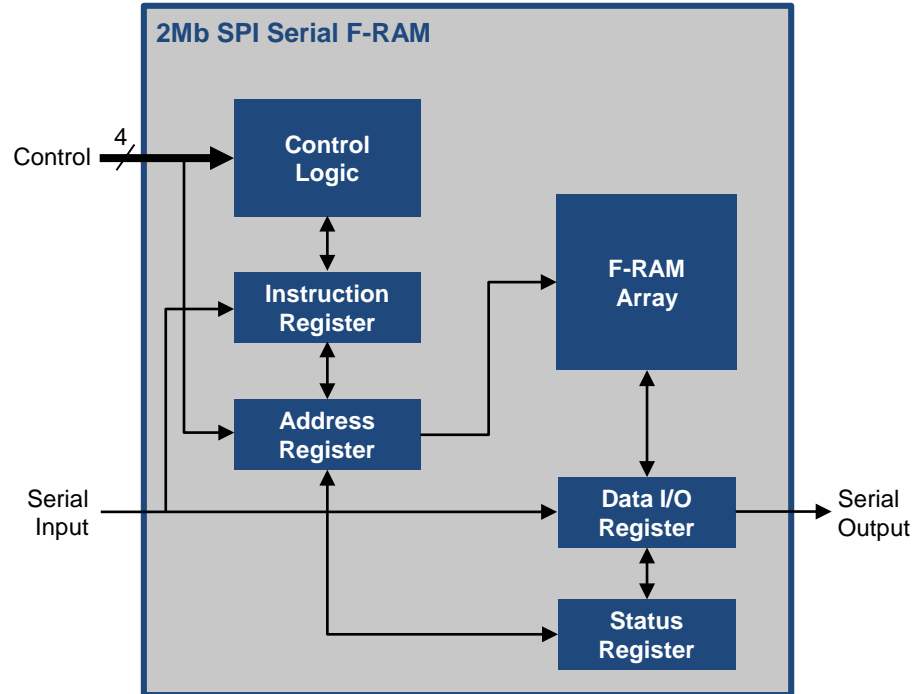 2Mb SPI Serial F-RAM
4
Control
Control
Logic
F-RAM
Array
Instruction
Register
Address
Register
Serial
Input
Data I/O
Register
Serial
Output
Status
Register